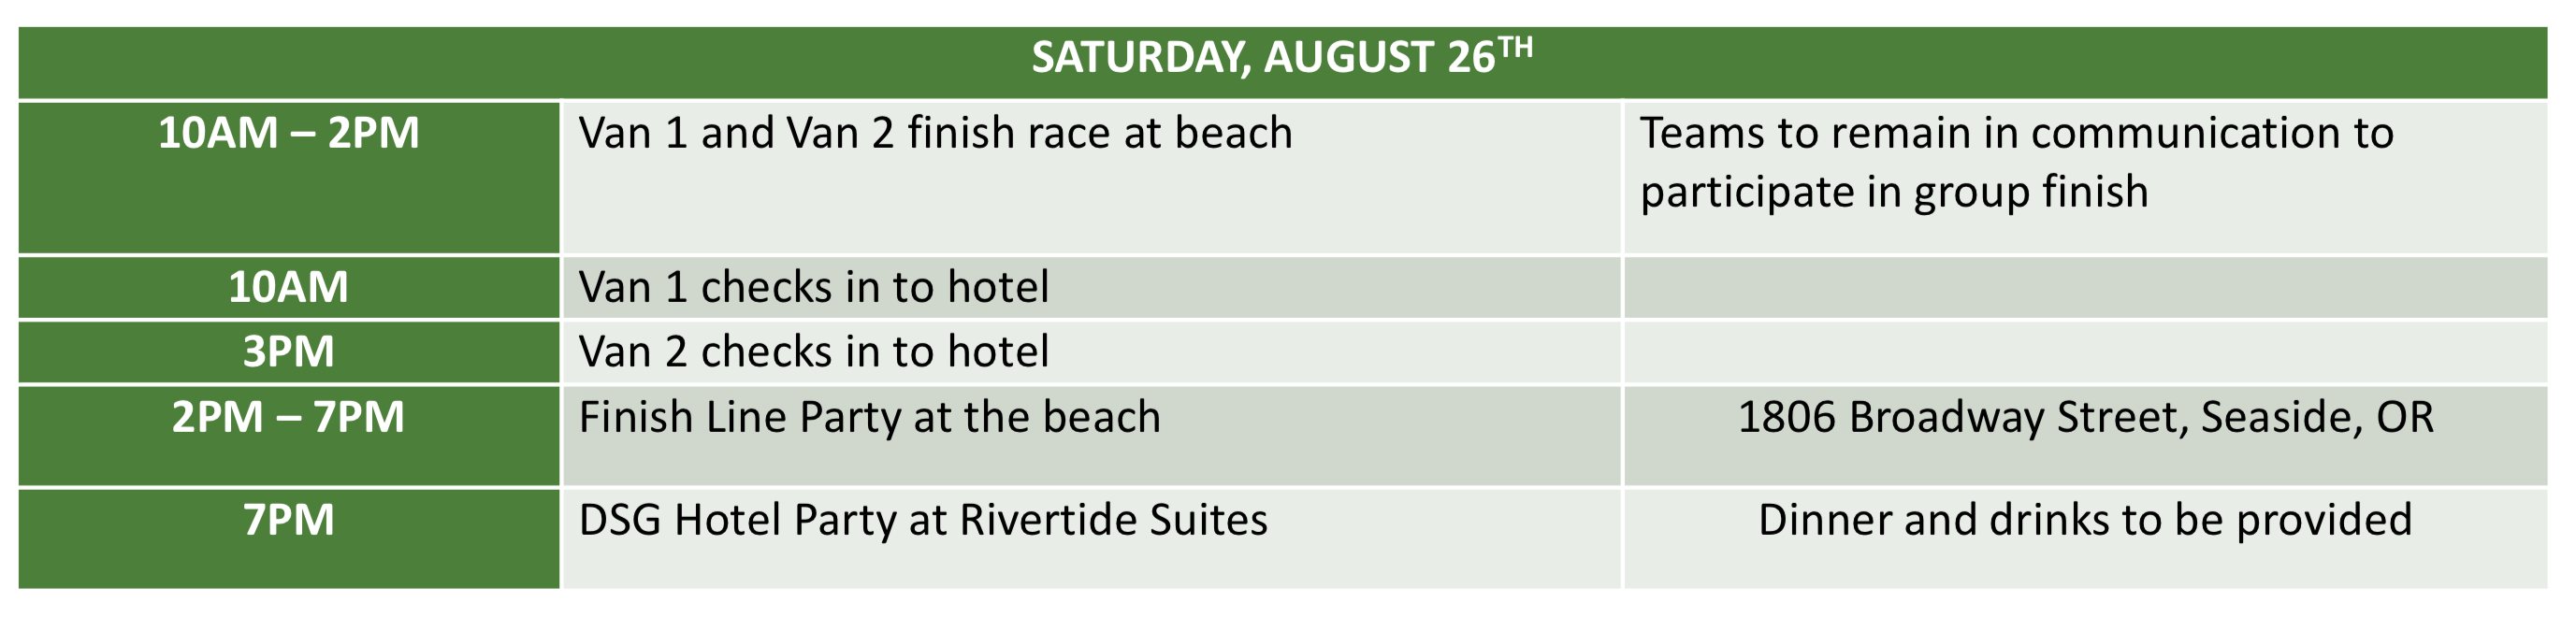 SATURDAY, AUGUST 26TH
10AM – 2PM
Van 1 and Van 2 finish race at beach
Teams to remain in communication to
participate in group finish
10AM
Van 1 checks in to hotel
3PM
Van 2 checks in to hotel
2PM – 7PM
Finish Line Party at the beach
1806 Broadway Street, Seaside, OR
7PM
DSG Hotel Party at Rivertide Suites
Dinner and drinks to be provided